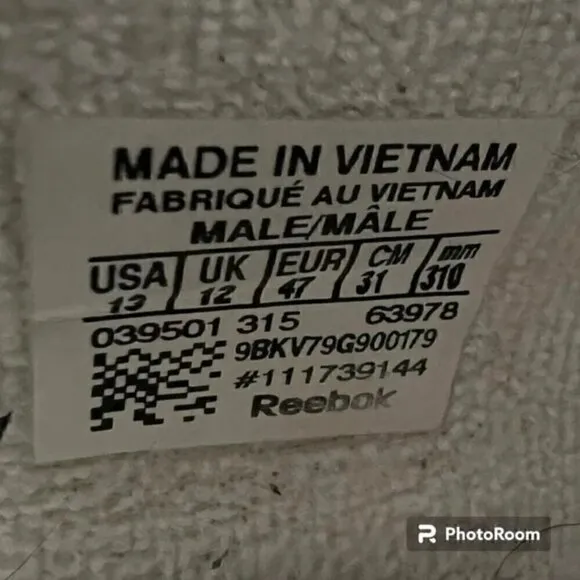 MADE IN VIETNAM
FABRIQUÉ AU VIETNAM
MALE/MÂLE
USA UK EUR CM mm
13 12 47 31 310
039501 315 63978
9BKV79G900179
#111739144
Reebok
PhotoRoom